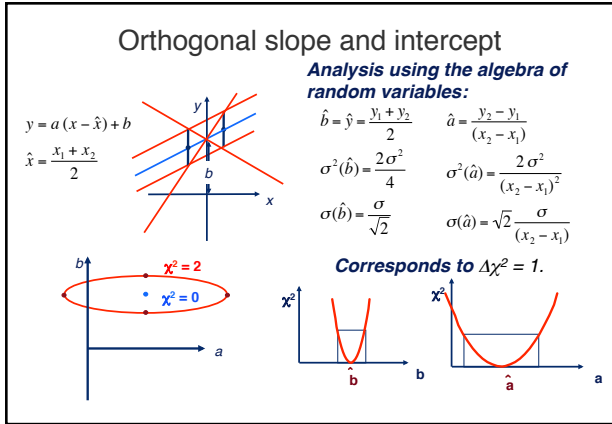 Orthogonal slope and intercept
Analysis using the algebra of
random variables:
y = a (x − x̂) + b
x̂ = (x₁ + x₂)/2
y
b
x
b̂ = ŷ = (y₁ + y₂)/2
â = (y₂ − y₁)/(x₂ − x₁)
σ²(b̂) = 2σ²/4
σ²(â) = 2σ²/(x₂ − x₁)²
σ(b̂) = σ/√2
σ(â) = √2 σ/(x₂ − x₁)
b
χ² = 2
χ² = 0
a
Corresponds to Δχ² = 1.
χ²
b̂
b
χ²
â
a